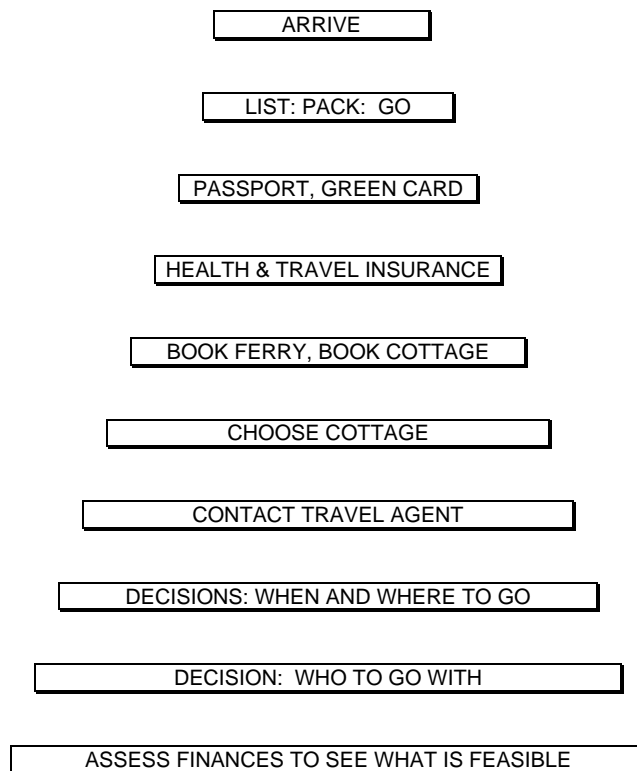 ARRIVE
LIST: PACK:  GO
PASSPORT, GREEN CARD
HEALTH & TRAVEL INSURANCE
BOOK FERRY, BOOK COTTAGE
CHOOSE COTTAGE
CONTACT TRAVEL AGENT
DECISIONS: WHEN AND WHERE TO GO
DECISION:  WHO TO GO WITH
ASSESS FINANCES TO SEE WHAT IS FEASIBLE